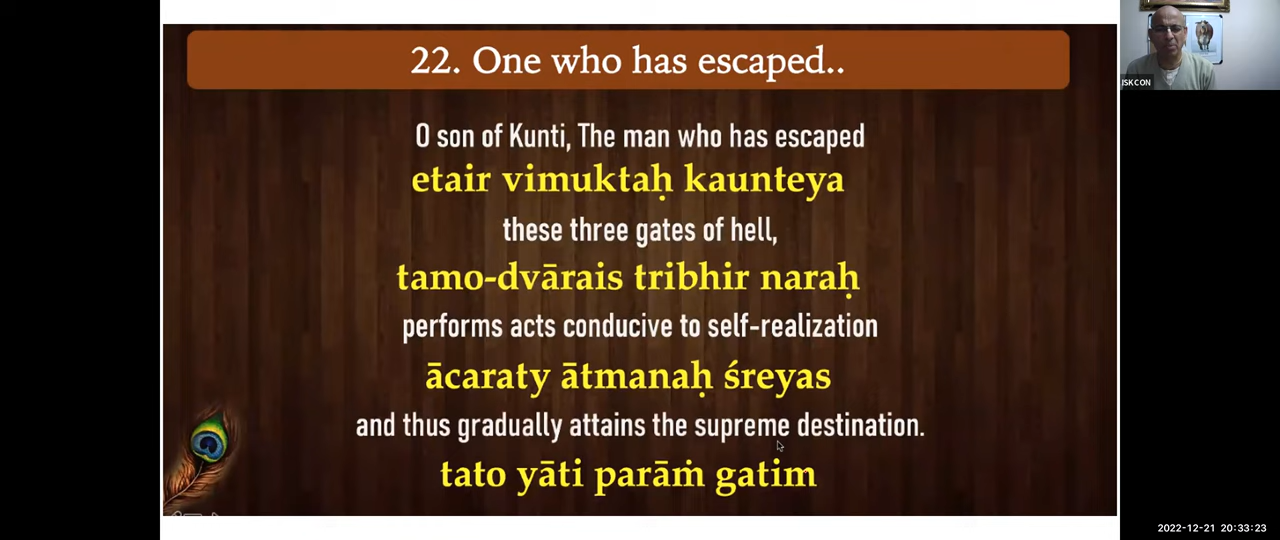 22. One who has escaped..
O son of Kunti, The man who has escaped
etair vimuktaḥ kaunteya
these three gates of hell,
tamo-dvārais tribhir naraḥ
performs acts conducive to self-realization
ācaraty ātmanaḥ śreyas
and thus gradually attains the supreme destination.
tato yāti parāṁ gatim
ISKCON
2022-12-21 20:33:23